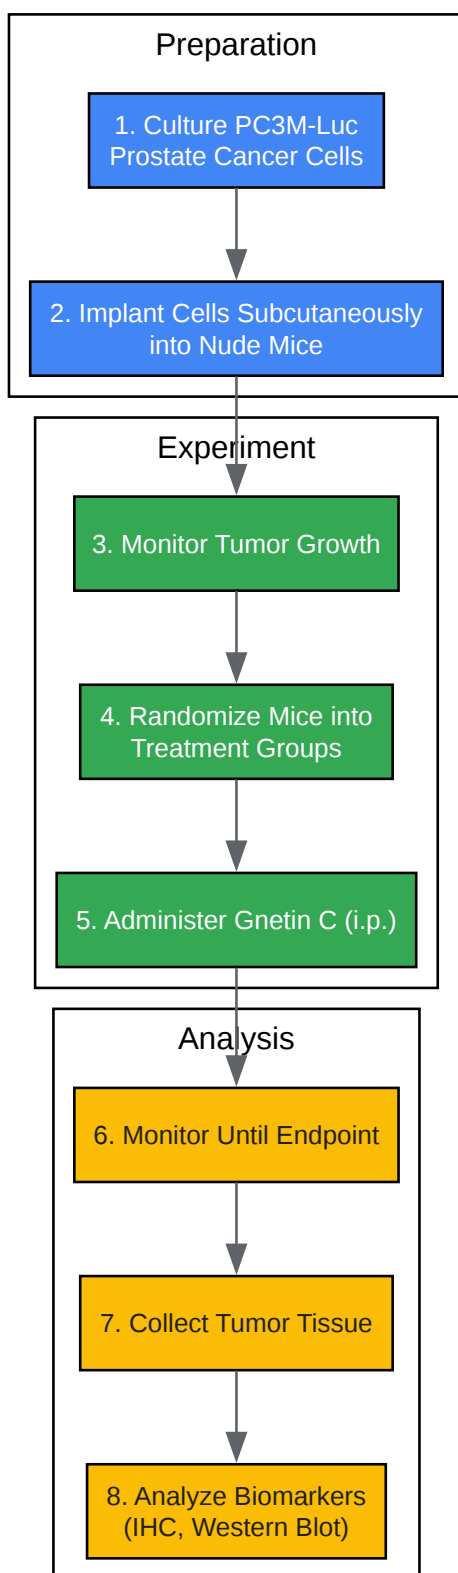 Preparation
1. Culture PC3M-Luc
Prostate Cancer Cells
2. Implant Cells Subcutaneously
into Nude Mice
Experiment
3. Monitor Tumor Growth
4. Randomize Mice into
Treatment Groups
5. Administer Gnetin C (i.p.)
Analysis
6. Monitor Until Endpoint
7. Collect Tumor Tissue
8. Analyze Biomarkers
(IHC, Western Blot)